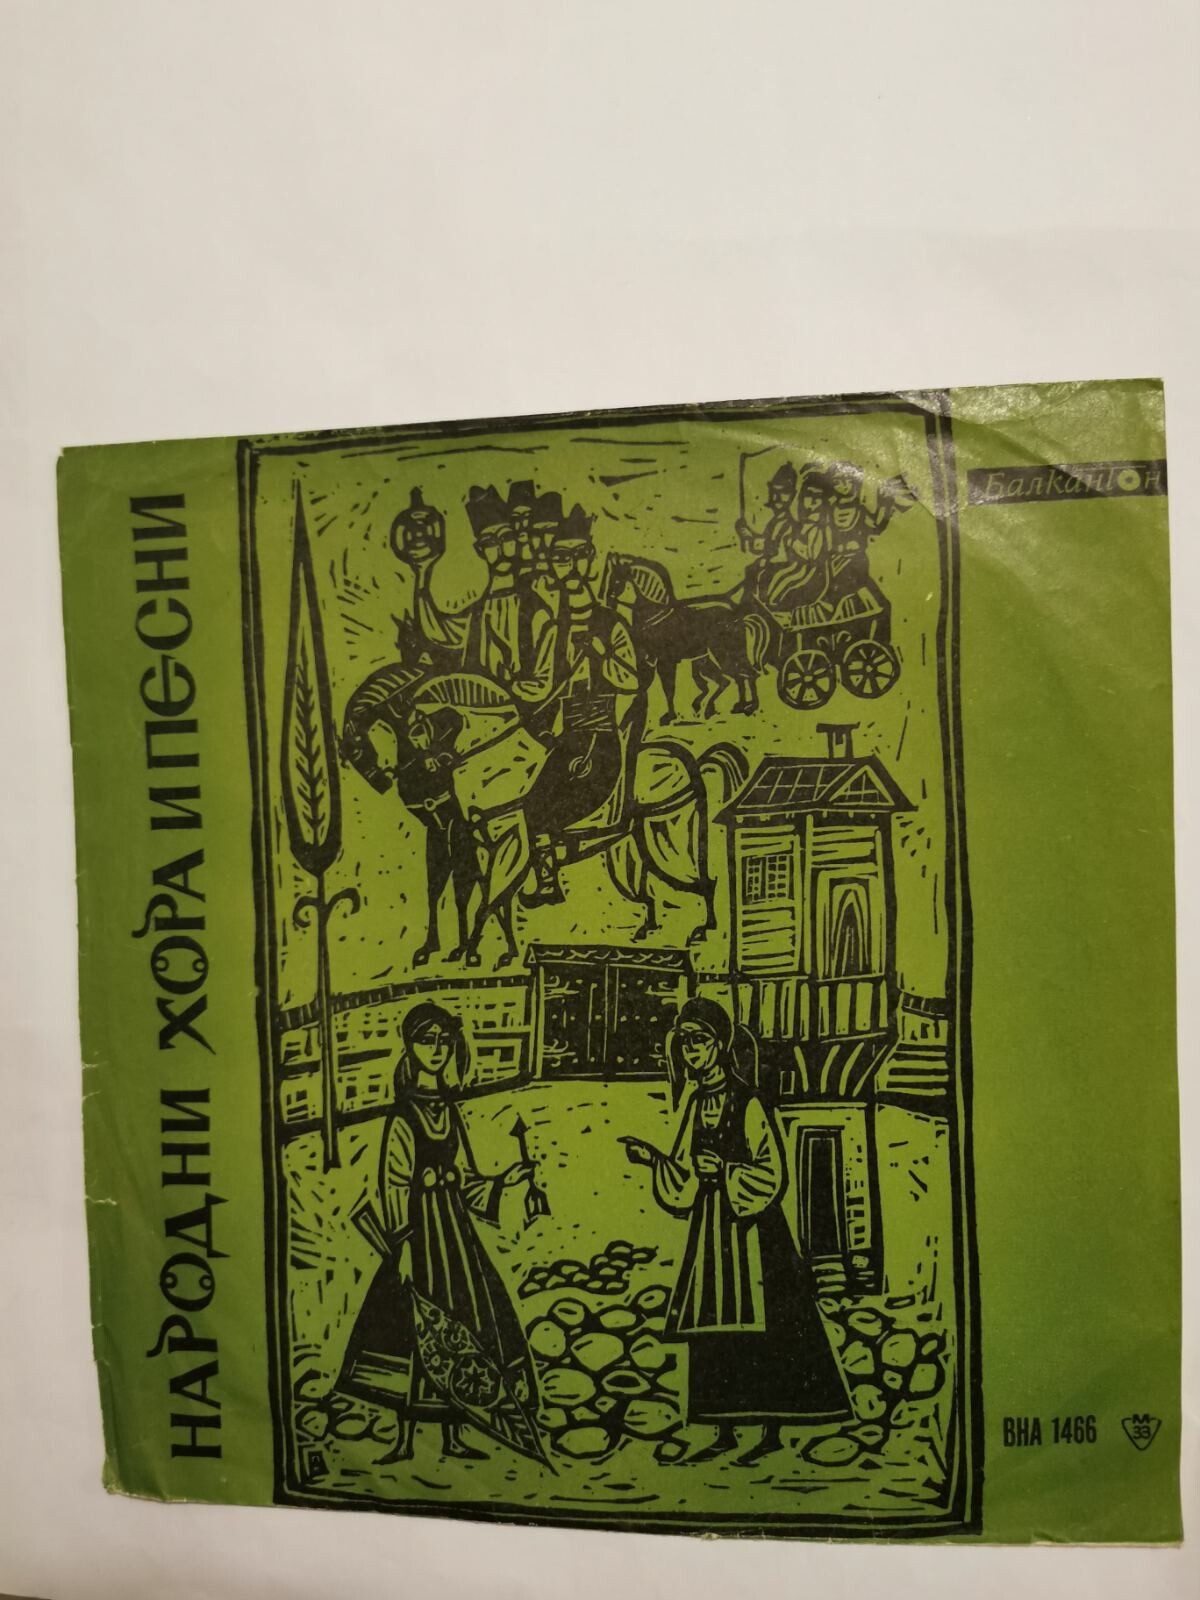 НАРОДНИ ХОРА И ПЕСНИ
Балкантон
ВНА 1466
М
33